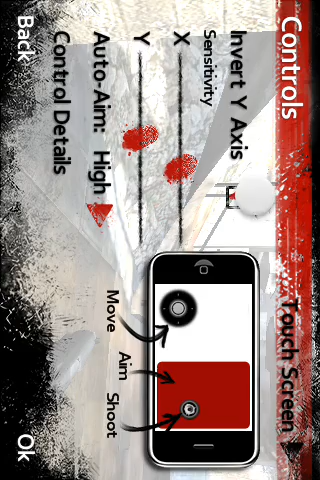 Controls
Touch Screen
Invert Y Axis
Sensitivity
X
Y
Auto-Aim: High
Control Details
Move
Aim
Shoot
Back
Ok